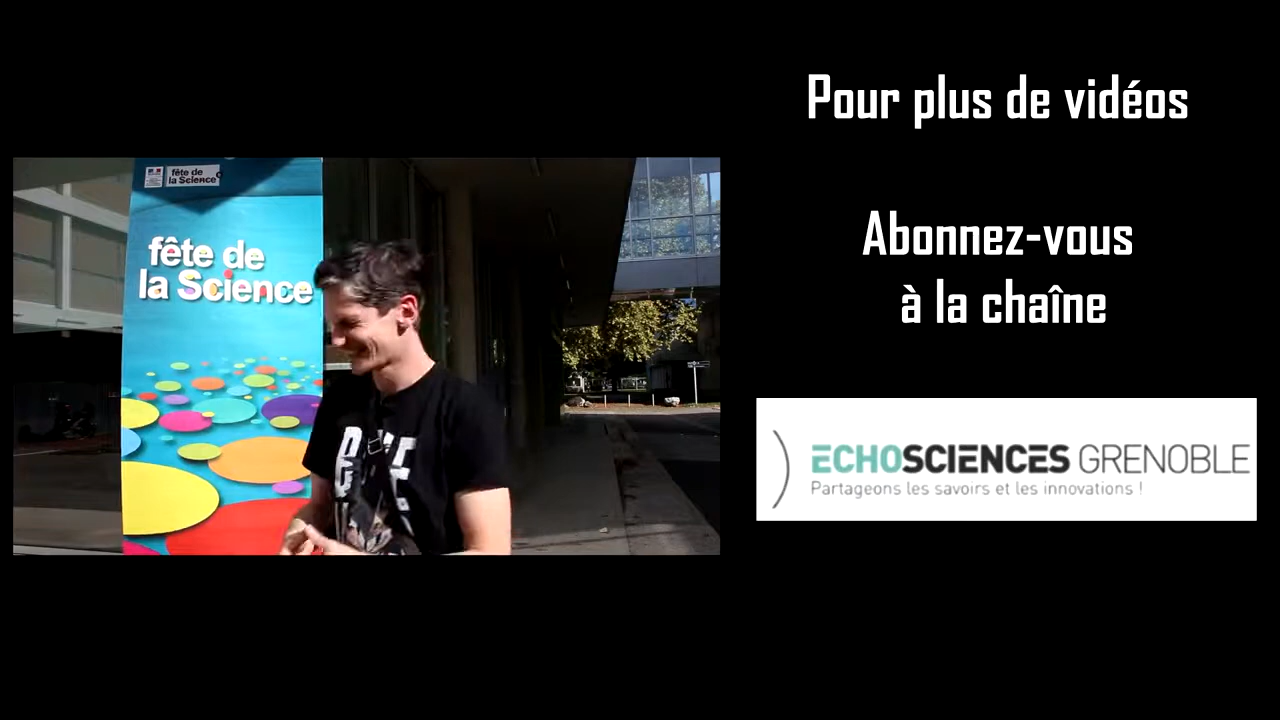 Pour plus de vidéos
Abonnez-vous
à la chaîne
fête de
la Science
fête de
la Science
ECHOSCIENCES GRENOBLE
Partageons les savoirs et les innovations !